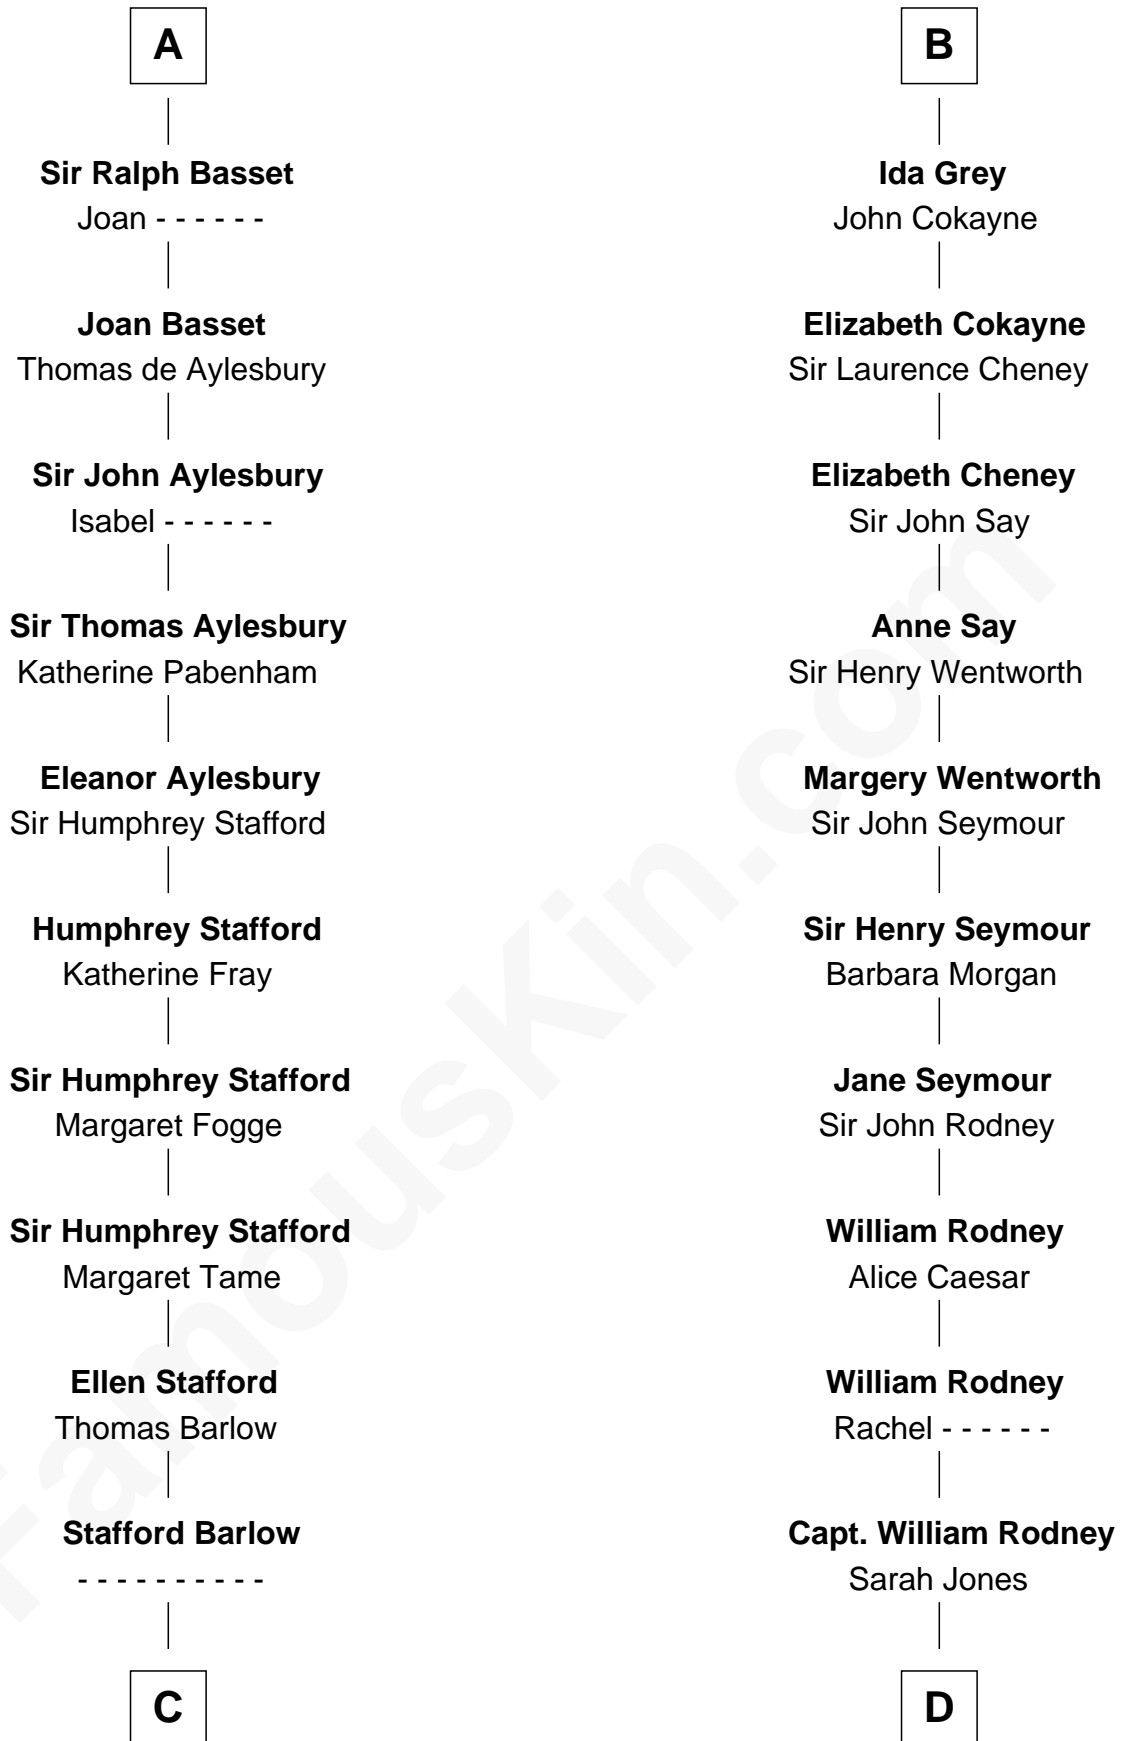 A
Sir Ralph Basset
Joan - - - - - -
Joan Basset
Thomas de Aylesbury
Sir John Aylesbury
Isabel - - - - - -
Sir Thomas Aylesbury
Katherine Pabenham
Eleanor Aylesbury
Sir Humphrey Stafford
Humphrey Stafford
Katherine Fray
Sir Humphrey Stafford
Margaret Fogge
Sir Humphrey Stafford
Margaret Tame
Ellen Stafford
Thomas Barlow
Stafford Barlow
- - - - - - - - - -
C
B
Ida Grey
John Cokayne
Elizabeth Cokayne
Sir Laurence Cheney
Elizabeth Cheney
Sir John Say
Anne Say
Sir Henry Wentworth
Margery Wentworth
Sir John Seymour
Sir Henry Seymour
Barbara Morgan
Jane Seymour
Sir John Rodney
William Rodney
Alice Caesar
William Rodney
Rachel - - - - - -
Capt. William Rodney
Sarah Jones
D
FamousKin.com